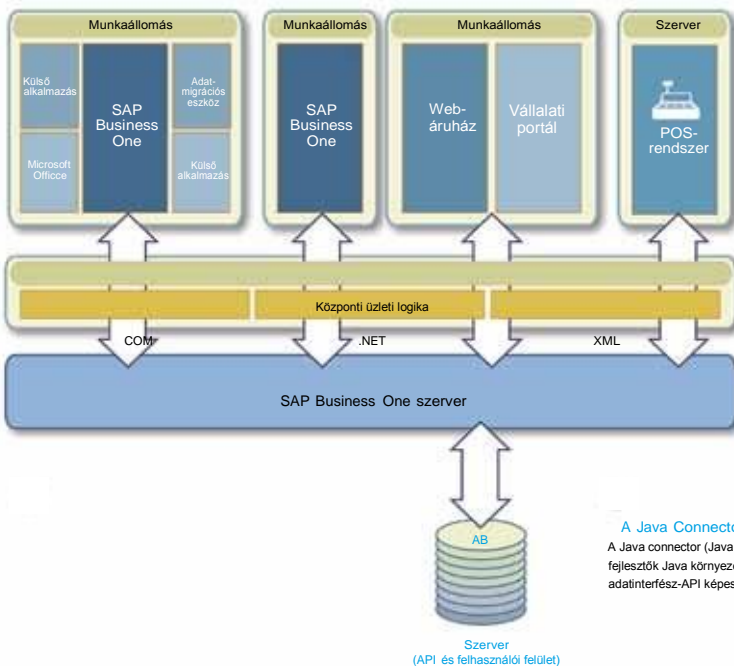 Munkaállomás
Munkaállomás
Munkaállomás
Szerver
Külső
alkalmazás
SAP
Business
One
Adat-
migrációs
eszköz
Microsoft
Officce
Külső
alkalmazás
SAP
Business
One
Web-
áruház
Vállalati
portál
POS-
rendszer
Központi üzleti logika
COM
.NET
XML
SAP Business One szerver
AB
Szerver
(API és felhasználói felület)
A Java Connecto
A Java connector (Java
fejlesztők Java környeze
adatinterfész-API képes